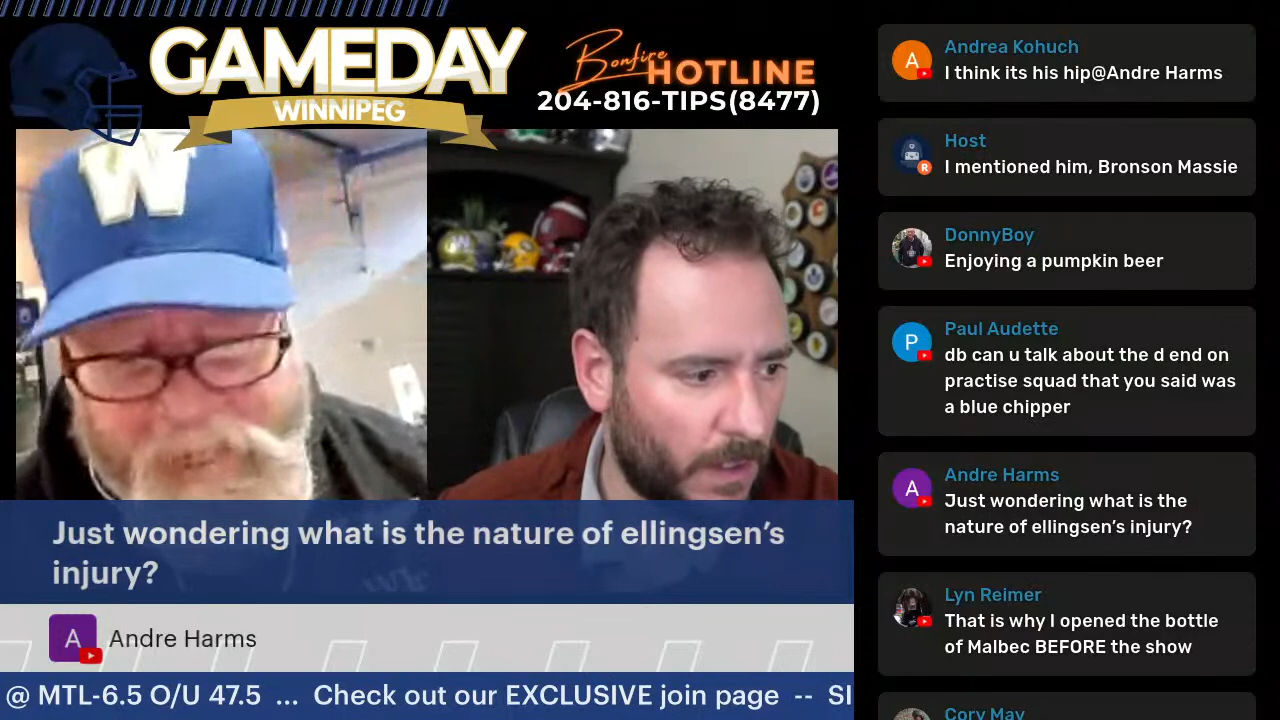 GAMEDAY
WINNIPEG
Bonfire
HOTLINE
204-816-TIPS(8477)
W
Just wondering what is the nature of ellingsen’s
injury?
A
Andre Harms
@ MTL-6.5 O/U 47.5 ... Check out our EXCLUSIVE join page -- SI
A
Andrea Kohuch
I think its his hip@Andre Harms
Host
R
I mentioned him, Bronson Massie
DonnyBoy
Enjoying a pumpkin beer
P
Paul Audette
db can u talk about the d end on
practise squad that you said was
a blue chipper
A
Andre Harms
Just wondering what is the
nature of ellingsen’s injury?
Lyn Reimer
That is why I opened the bottle
of Malbec BEFORE the show
Cory May